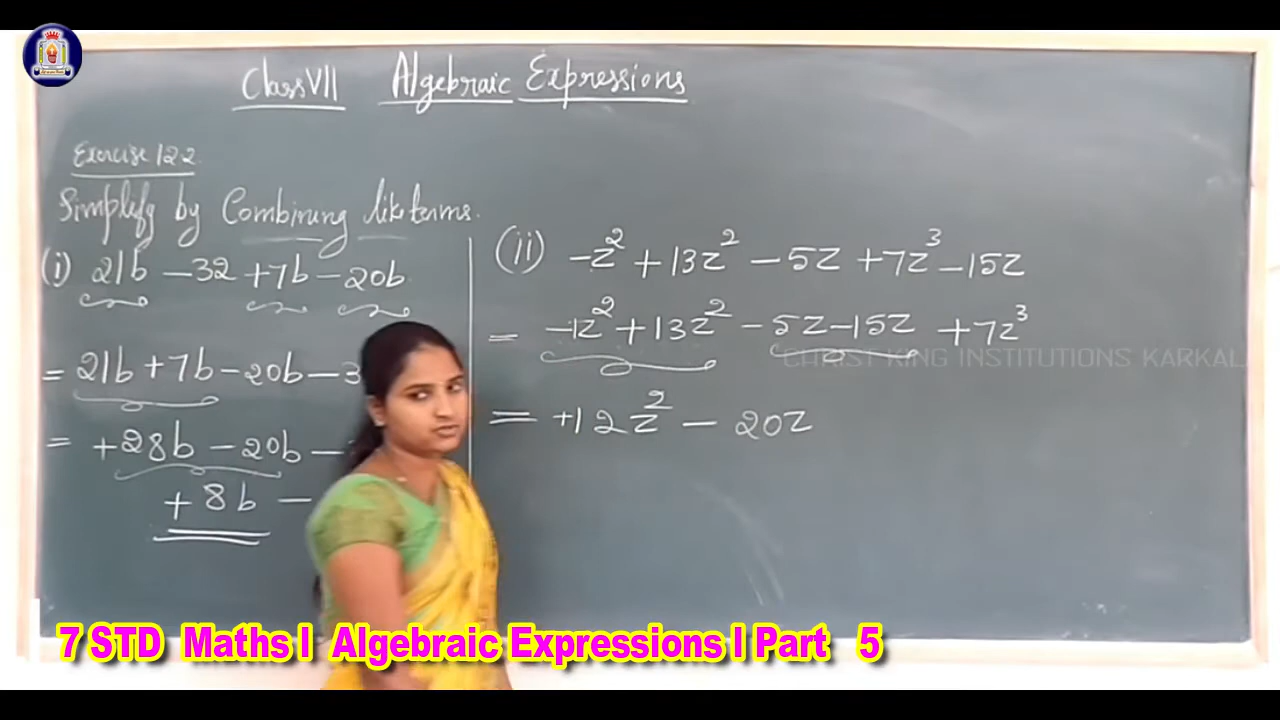 Class VII Algebraic Expressions
Exercise 12.2
Simplify by Combining like terms.
(i) 21b - 32 + 7b - 20b
= 21b + 7b - 20b - 3
= +28b - 20b -
+ 8b -
(ii) -z² + 13z² - 5z + 7z³ - 15z
= -1z² + 13z² - 5z - 15z + 7z³
= +12z² - 20z
CHRIST KING INSTITUTIONS KARKAL
7 STD Maths I Algebraic Expressions I Part 5